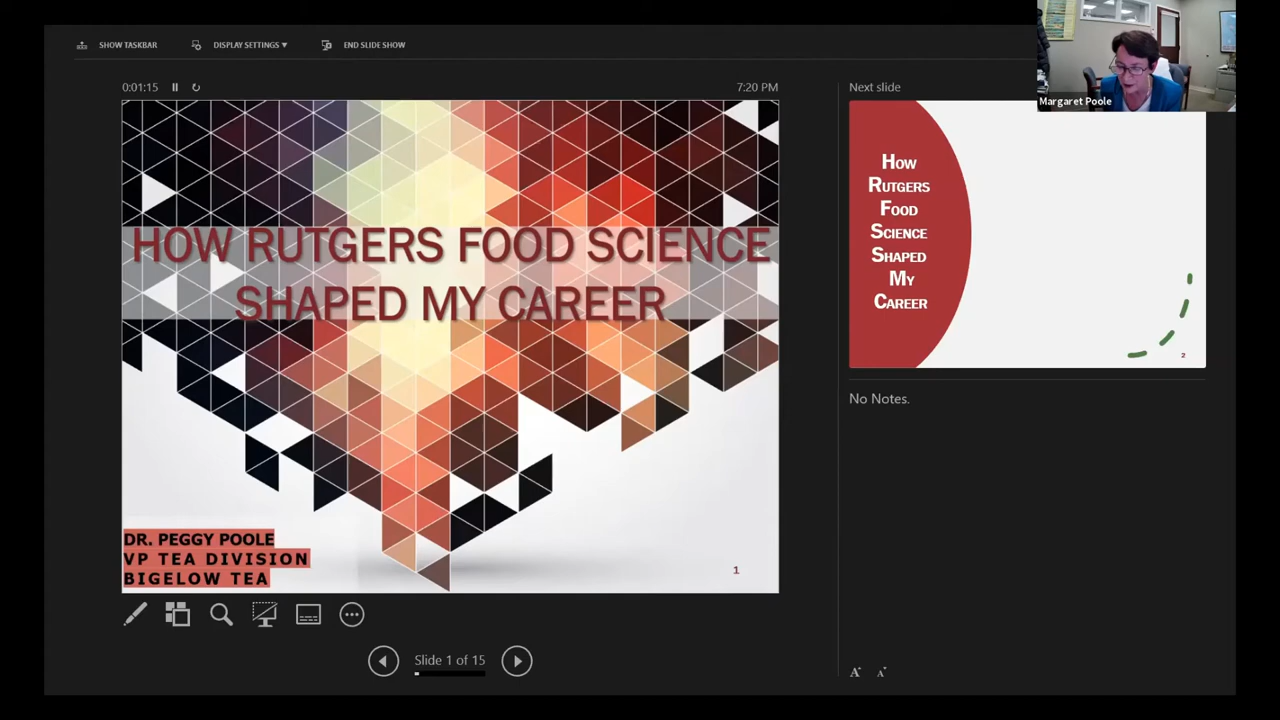 SHOW TASKBAR
DISPLAY SETTINGS ▾
END SLIDE SHOW
Margaret Poole
0:01:15
7:20 PM
HOW RUTGERS FOOD SCIENCE
SHAPED MY CAREER
DR. PEGGY POOLE
VP TEA DIVISION
BIGELOW TEA
1
Slide 1 of 15
Next slide
How
Rutgers
Food
Science
Shaped
My
Career
2
No Notes.
A
A